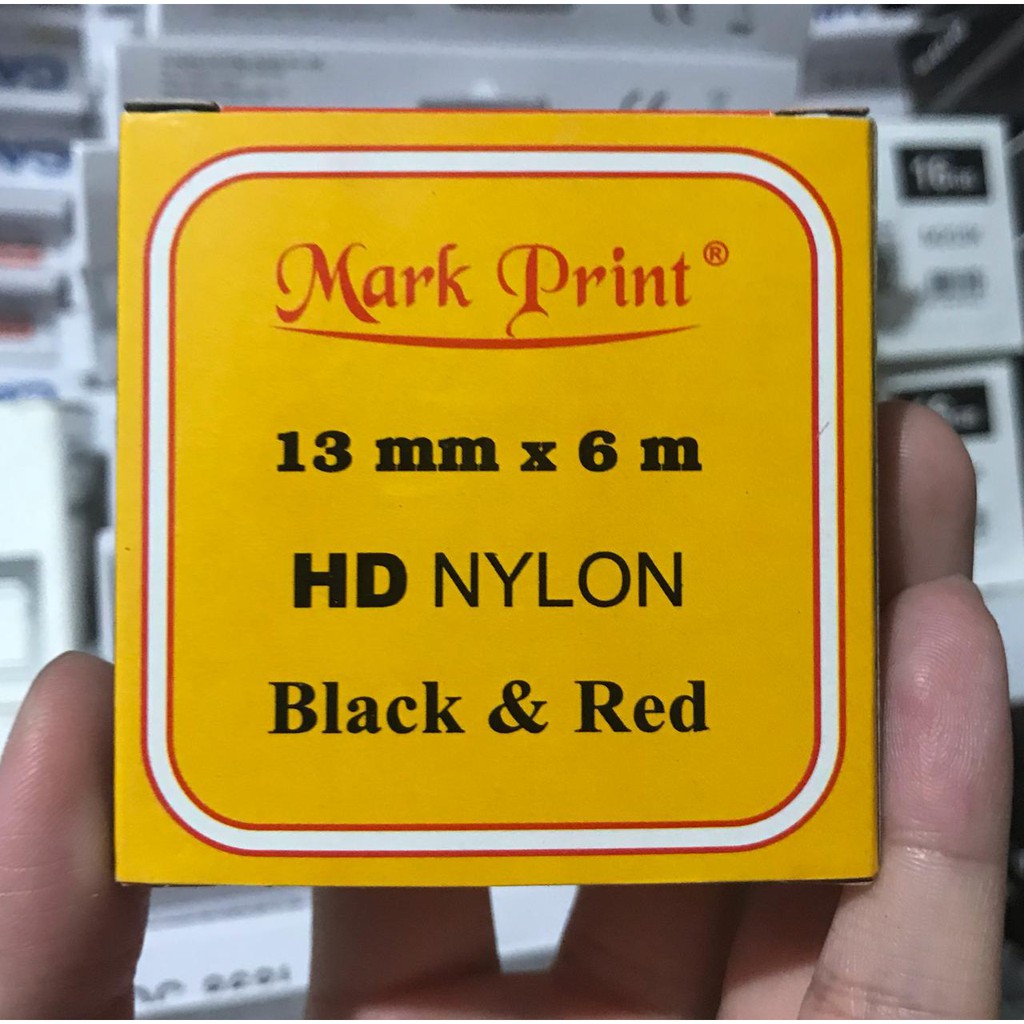 Mark Print®
13 mm x 6 m
HD NYLON
Black & Red